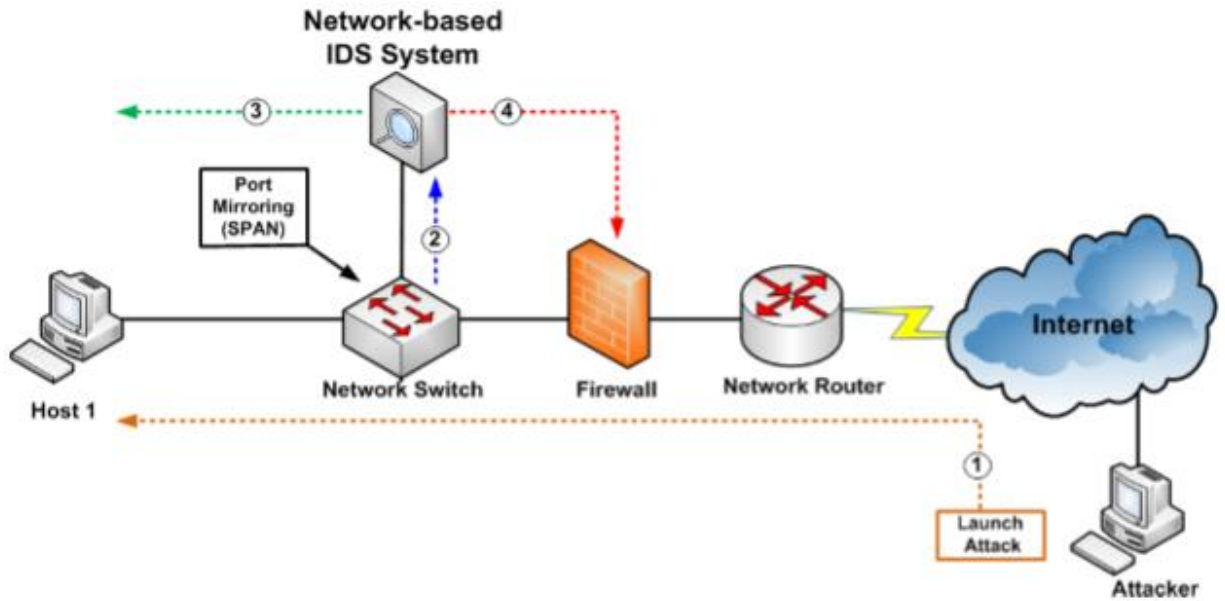 Network-based
IDS System
3
4
Port
Mirroring
(SPAN)
2
Internet
Network Switch
Firewall
Network Router
Host 1
1
Launch
Attack
Attacker